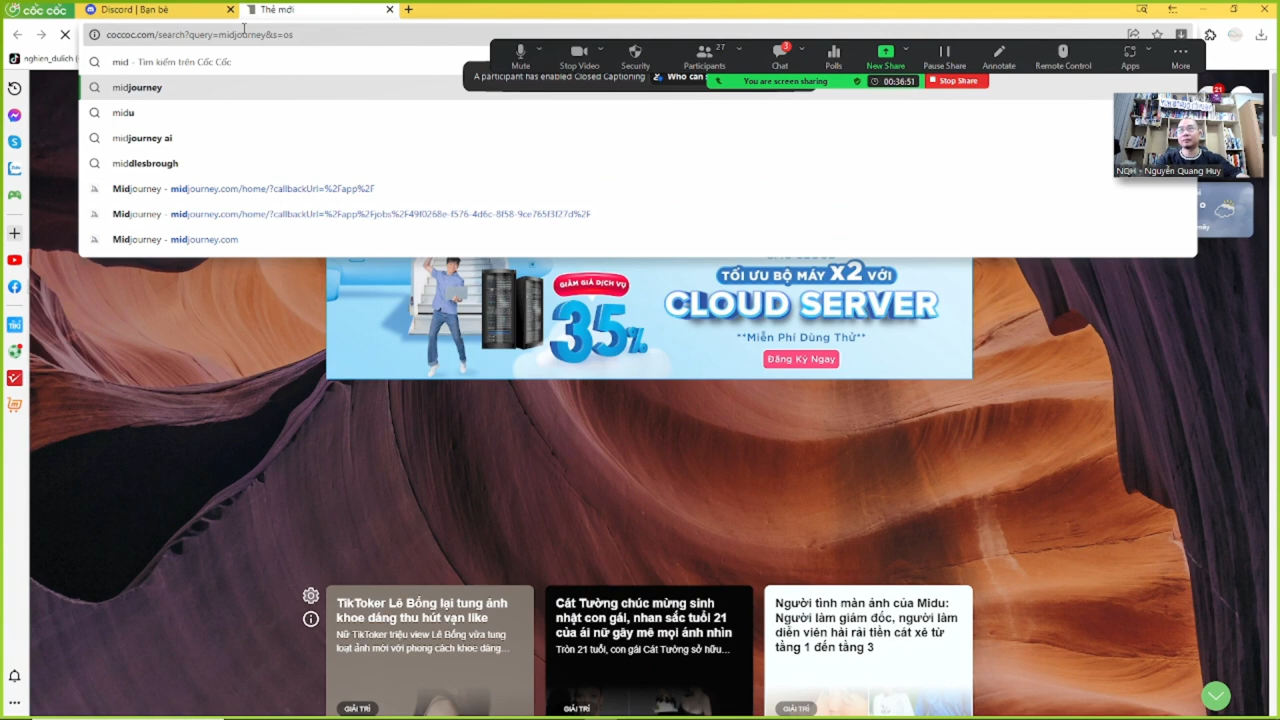 cốc cốc
Discord | Bạn bè
Thẻ mới
coccoc.com/search?query=midjourney&s=os
nghien_dulich
mid - Tìm kiếm trên Cốc Cốc
midjourney
midu
midjourney ai
middlesbrough
Midjourney - midjourney.com/home/?callbackUrl=%2Fapp%2F
Midjourney - midjourney.com/home/?callbackUrl=%2Fapp%2Fjobs%2F49f0268e-f576-4d6c-8f58-9ce765f3f27d%2F
Midjourney - midjourney.com
Mute
Stop Video
Security
Participants
27
Chat
3
Polls
New Share
Pause Share
Annotate
Remote Control
Apps
More
A participant has enabled Closed Captioning
Who can
You are screen sharing
00:36:51
Stop Share
21
NQH - Nguyễn Quang Huy
TỐI ƯU BỘ MÁY X2 VỚI
CLOUD SERVER
**Miễn Phí Dùng Thử**
Đăng Ký Ngay
GIẢM GIÁ DỊCH VỤ
35%
TIKI
TikToker Lê Bống lại tung ảnh
khoe dáng thu hút vạn like
Nữ TikToker triệu view Lê Bống vừa tung
loạt ảnh mới với phong cách khoe dáng...
GIẢI TRÍ
Cát Tường chúc mừng sinh
nhật con gái, nhan sắc tuổi 21
của ái nữ gây mê mọi ánh nhìn
Tròn 21 tuổi, con gái Cát Tường sở hữu...
GIẢI TRÍ
Người tình màn ảnh của Midu:
Người làm giám đốc, người làm
diễn viên hài rải tiền cát xê từ
tầng 1 đến tầng 3
GIẢI TRÍ